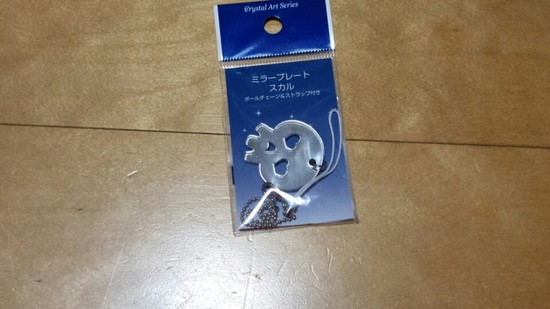 Crystal Art Series
ミラープレート
スカル
ボールチェーン&ストラップ付き